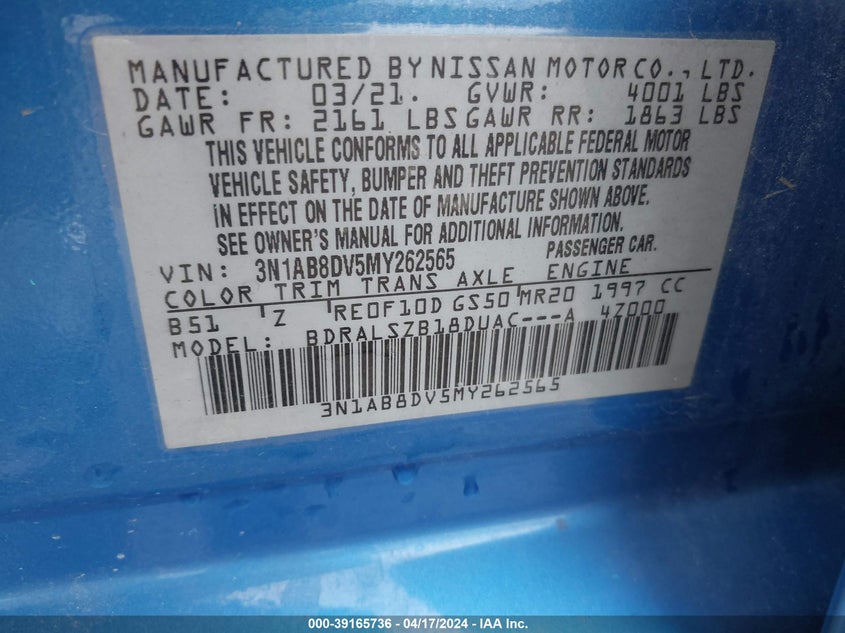 MANUFACTURED BY NISSAN MOTOR CO., LTD.
DATE: 03/21. GVWR: 4001 LBS
GAWR FR: 2161 LBS GAWR RR: 1863 LBS
THIS VEHICLE CONFORMS TO ALL APPLICABLE FEDERAL MOTOR
VEHICLE SAFETY, BUMPER AND THEFT PREVENTION STANDARDS
IN EFFECT ON THE DATE OF MANUFACTURE SHOWN ABOVE.
SEE OWNER'S MANUAL FOR ADDITIONAL INFORMATION.
VIN: 3N1AB8DV5MY262565 PASSENGER CAR.
COLOR TRIM TRANS AXLE ENGINE
B51 Z RE0F10D GS50 MR20 1997 CC
MODEL: BDRALSZB18DUAC---A 4Z000
3N1AB8DV5MY262565
000-39165736 - 04/17/2024 - IAA Inc.